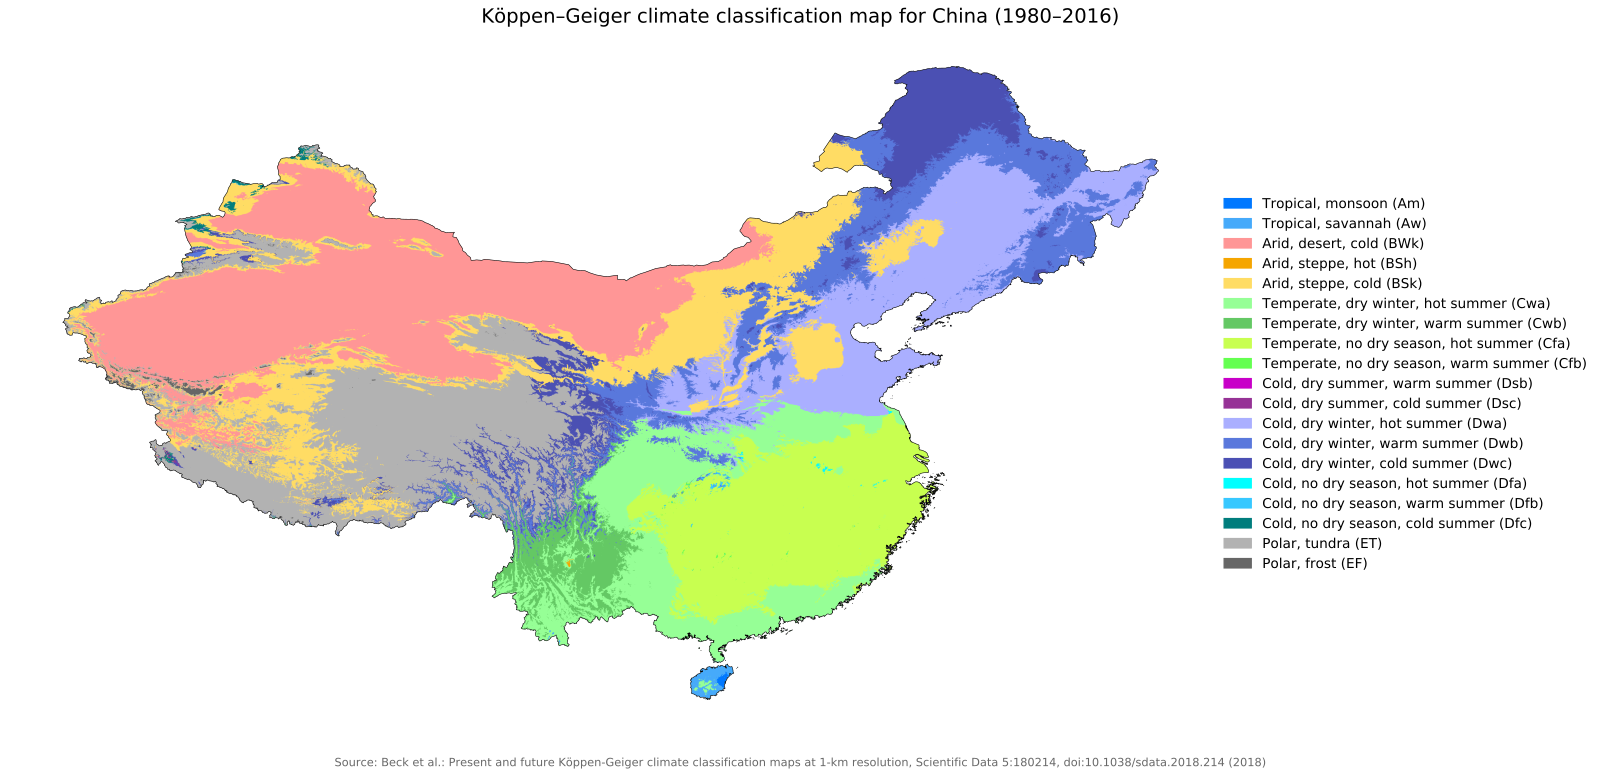 Köppen–Geiger climate classification map for China (1980–2016)
Tropical, monsoon (Am)
Tropical, savannah (Aw)
Arid, desert, cold (BWk)
Arid, steppe, hot (BSh)
Arid, steppe, cold (BSk)
Temperate, dry winter, hot summer (Cwa)
Temperate, dry winter, warm summer (Cwb)
Temperate, no dry season, hot summer (Cfa)
Temperate, no dry season, warm summer (Cfb)
Cold, dry summer, warm summer (Dsb)
Cold, dry summer, cold summer (Dsc)
Cold, dry winter, hot summer (Dwa)
Cold, dry winter, warm summer (Dwb)
Cold, dry winter, cold summer (Dwc)
Cold, no dry season, hot summer (Dfa)
Cold, no dry season, warm summer (Dfb)
Cold, no dry season, cold summer (Dfc)
Polar, tundra (ET)
Polar, frost (EF)
Source: Beck et al.: Present and future Köppen-Geiger climate classification maps at 1-km resolution, Scientific Data 5:180214, doi:10.1038/sdata.2018.214 (2018)